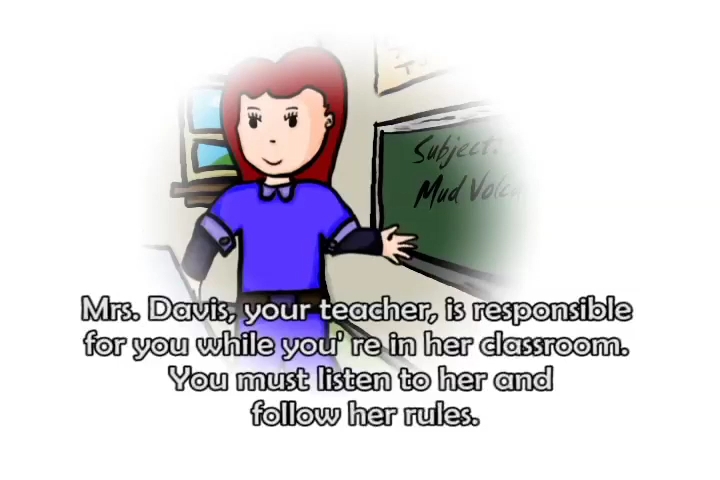 Subject:
Mud
Mrs. Davis, your teacher, is responsible
for you while you' re in her classroom.
You must listen to her and
follow her rules.